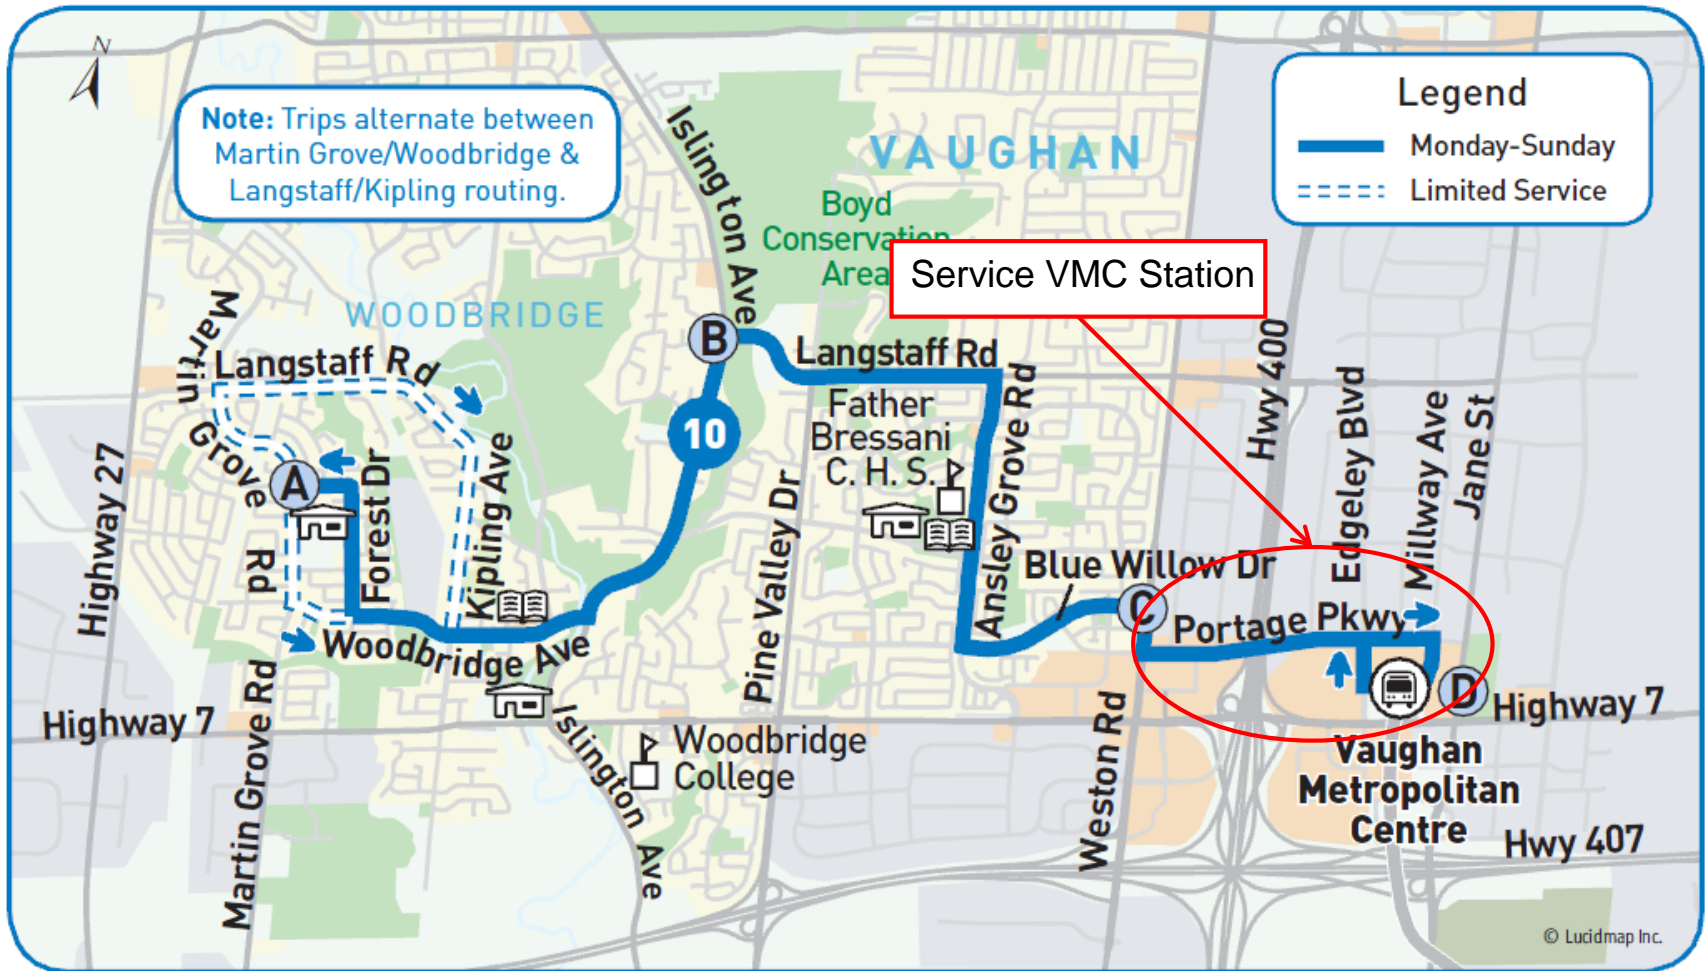 N
Note: Trips alternate between
Martin Grove/Woodbridge &
Langstaff/Kipling routing.
Legend
Monday-Sunday
Limited Service
VAUGHAN
Boyd
Conservation
Area
Service VMC Station
WOODBRIDGE
Islington Ave
Martin Grove Rd
Langstaff Rd
B
Langstaff Rd
10
Father
Bressani
C. H. S.
Ansley Grove Rd
Hwy 400
Edgeley Blvd
Millway Ave
Jane St
Highway 27
A
Forest Dr
Kipling Ave
Pine Valley Dr
Blue Willow Dr
C
Portage Pkwy
Woodbridge Ave
D
Highway 7
Highway 7
Martin Grove Rd
Islington Ave
Woodbridge
College
Weston Rd
Vaughan
Metropolitan
Centre
Hwy 407
© Lucidmap Inc.